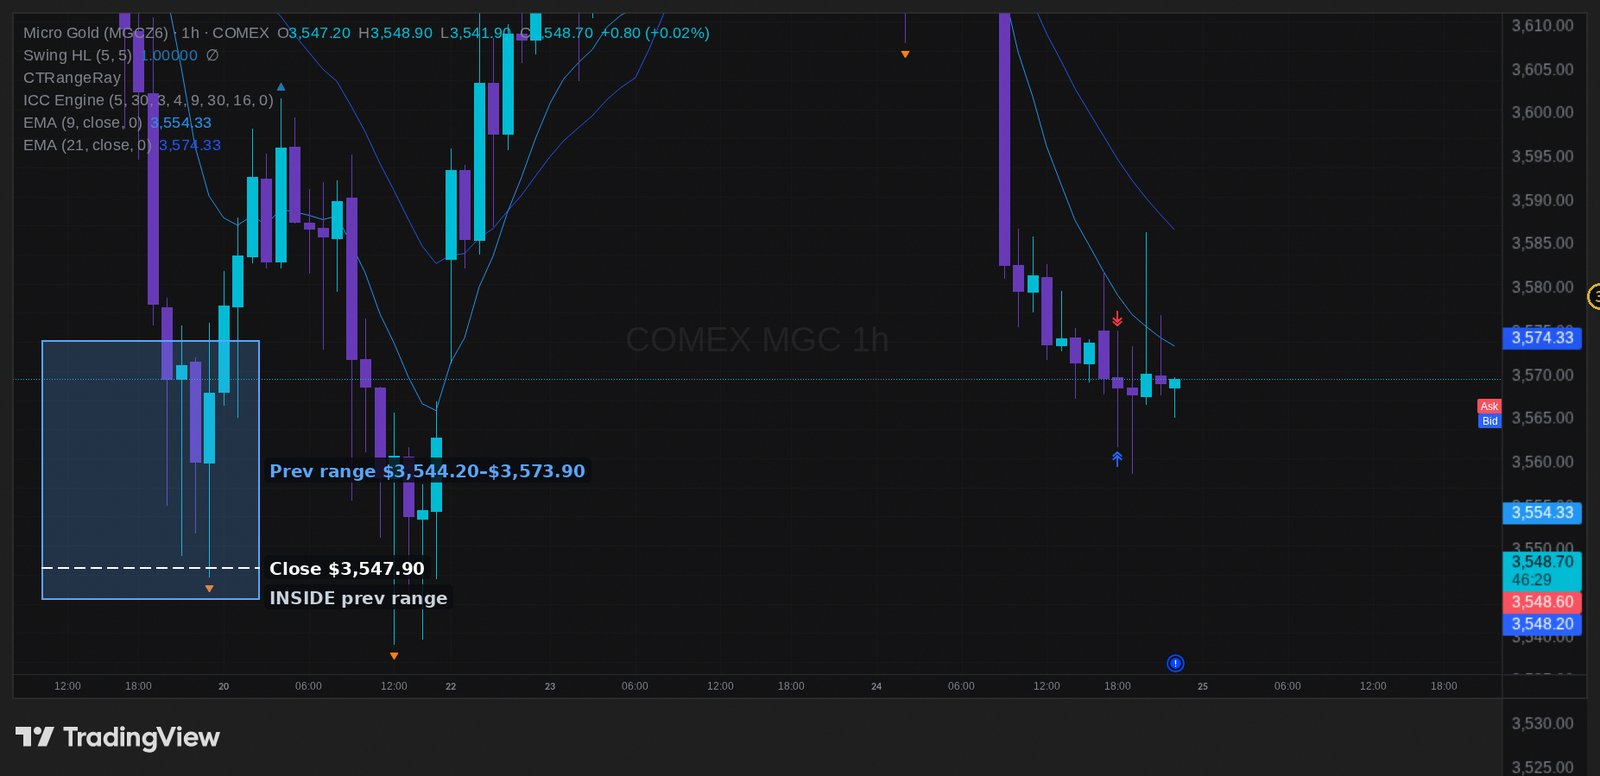 Micro Gold (MGCZ6) · 1h · COMEX O3,547.20 H3,548.90 L3,541.90 C3,548.70 +0.80 (+0.02%)
Swing HL (5, 5) 1.00000 ∅
CTRangeRay
ICC Engine (5, 30, 3, 4, 9, 30, 16, 0)
EMA (9, close, 0) 3,554.33
EMA (21, close, 0) 3,574.33
COMEX MGC 1h
Prev range $3,544.20–$3,573.90
Close $3,547.90
INSIDE prev range
3,610.00
3,605.00
3,600.00
3,595.00
3,590.00
3,585.00
3,580.00
3,574.33
3,570.00
Ask
3,565.00
Bid
3,560.00
3,554.33
3,550.00
3,548.70
46:29
3,548.60
3,548.20
3,540.00
3,530.00
3,525.00
12:00 18:00 20 06:00 12:00 22 23 06:00 12:00 18:00 24 06:00 12:00 18:00 25 06:00 12:00 18:00
TradingView